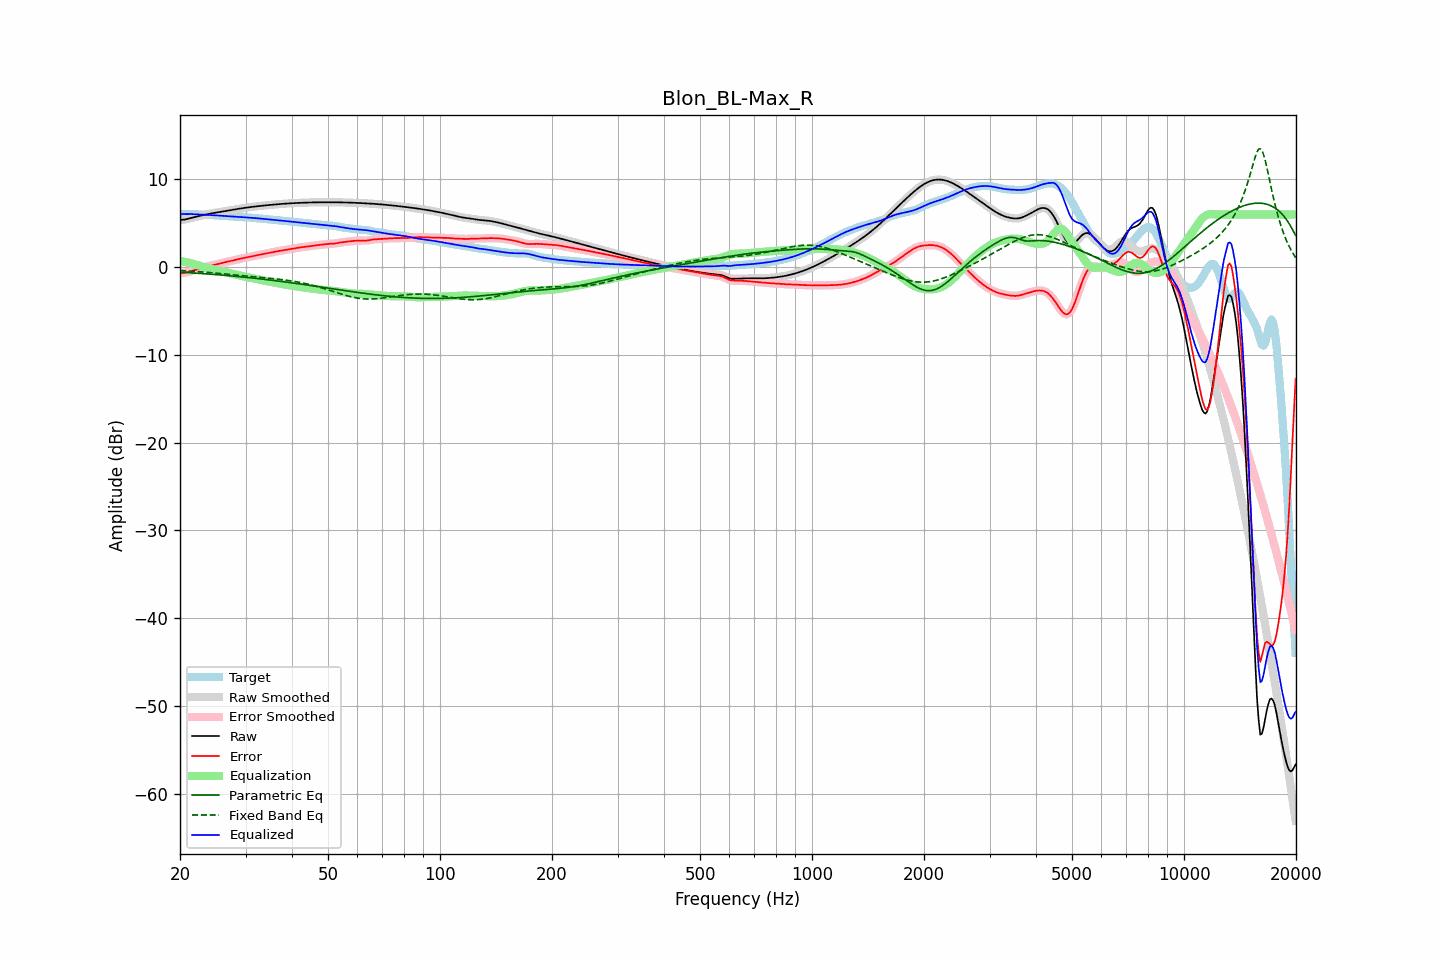 Blon_BL-Max_R
Amplitude (dBr)
10
0
−10
−20
−30
−40
−50
−60
Target
Raw Smoothed
Error Smoothed
Raw
Error
Equalization
Parametric Eq
Fixed Band Eq
Equalized
20 50 100 200 500 1000 2000 5000 10000 20000
Frequency (Hz)